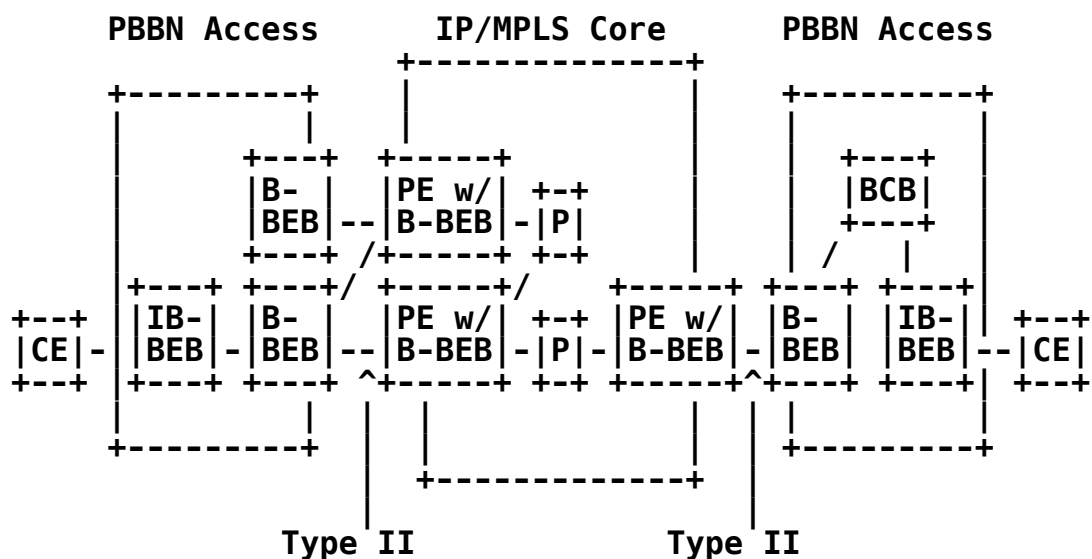 PBBN Access IP/MPLS Core PBBN Access
B- PE w/ BCB
BEB--B-BEB-P
IB- B- PE w/ PE w/ B- IB-
CE-BEB-BEB--B-BEB-P-B-BEB-BEB BEB--CE
Type II Type II